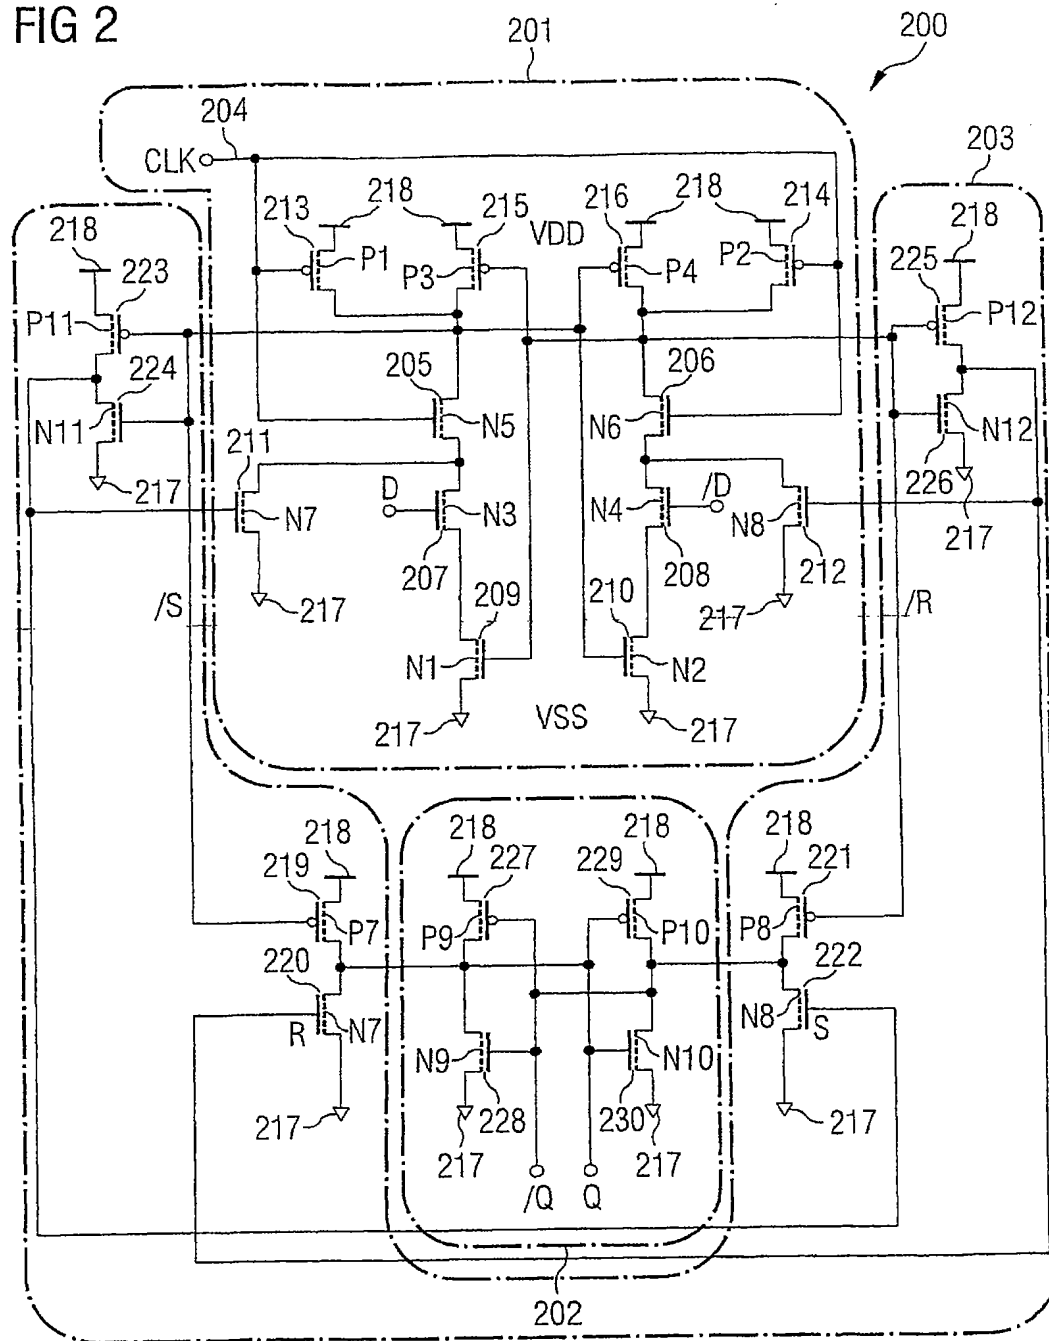 FIG 2
201
200
204
CLK
203
213
218
215
216
218
214
218
218
VDD
223
P1
P3
P4
P2
225
P11
P12
205
206
224
N11
N5
N6
N12
211
D
/D
226
217
217
N7
N3
N4
N8
207
208
212
/S
217
209
210
217
/R
N1
N2
217
VSS
217
218
218
218
218
219
227
229
221
P7
P9
P10
P8
220
222
R
N7
N9
N10
N8
S
217
228
230
217
217
217
/Q
Q
202